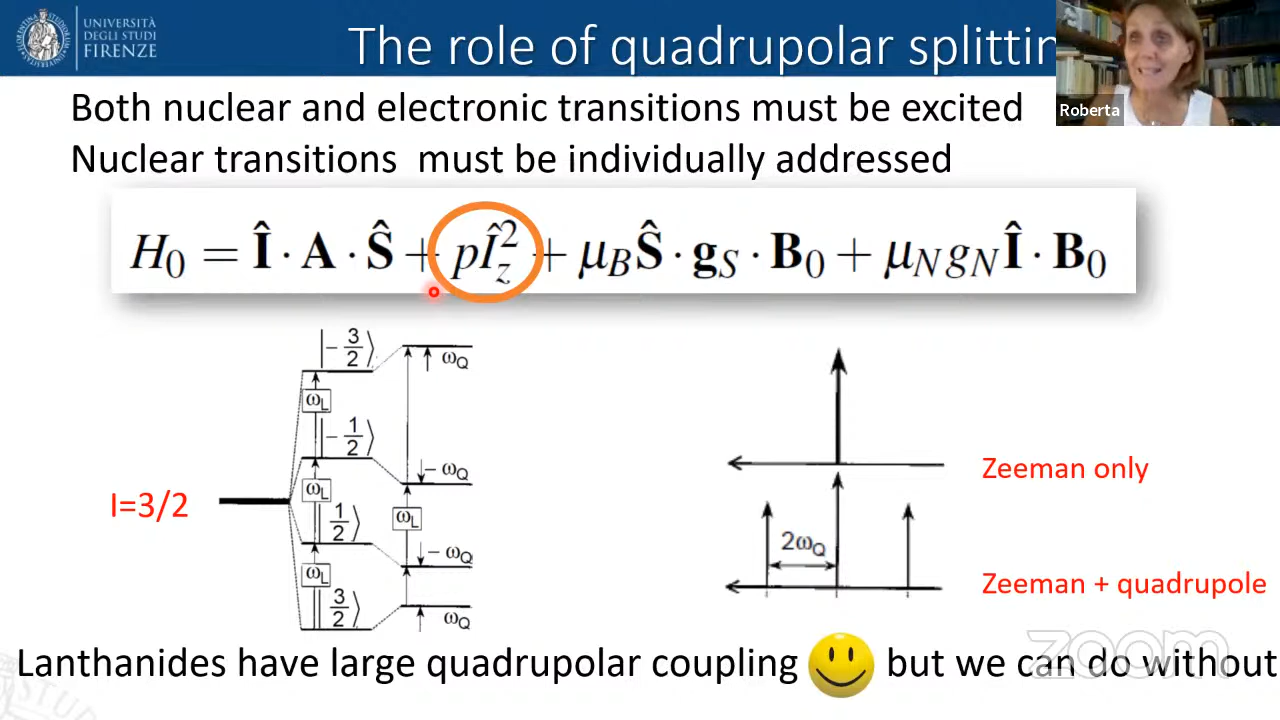 UNIVERSITÀ
DEGLI STUDI
FIRENZE
The role of quadrupolar splittin
Roberta
Both nuclear and electronic transitions must be excited
Nuclear transitions must be individually addressed
H₀ = Î · A · Ŝ + pÎ_z² + μ_B Ŝ · g_S · B₀ + μ_N g_N Î · B₀
|-3/2⟩
ω_Q
ω_L
|-1/2⟩
-ω_Q
ω_L
I=3/2
|1/2⟩
ω_L
-ω_Q
ω_L
|3/2⟩
ω_Q
Zeeman only
2ω_Q
Zeeman + quadrupole
Lanthanides have large quadrupolar coupling but we can do without
zoom